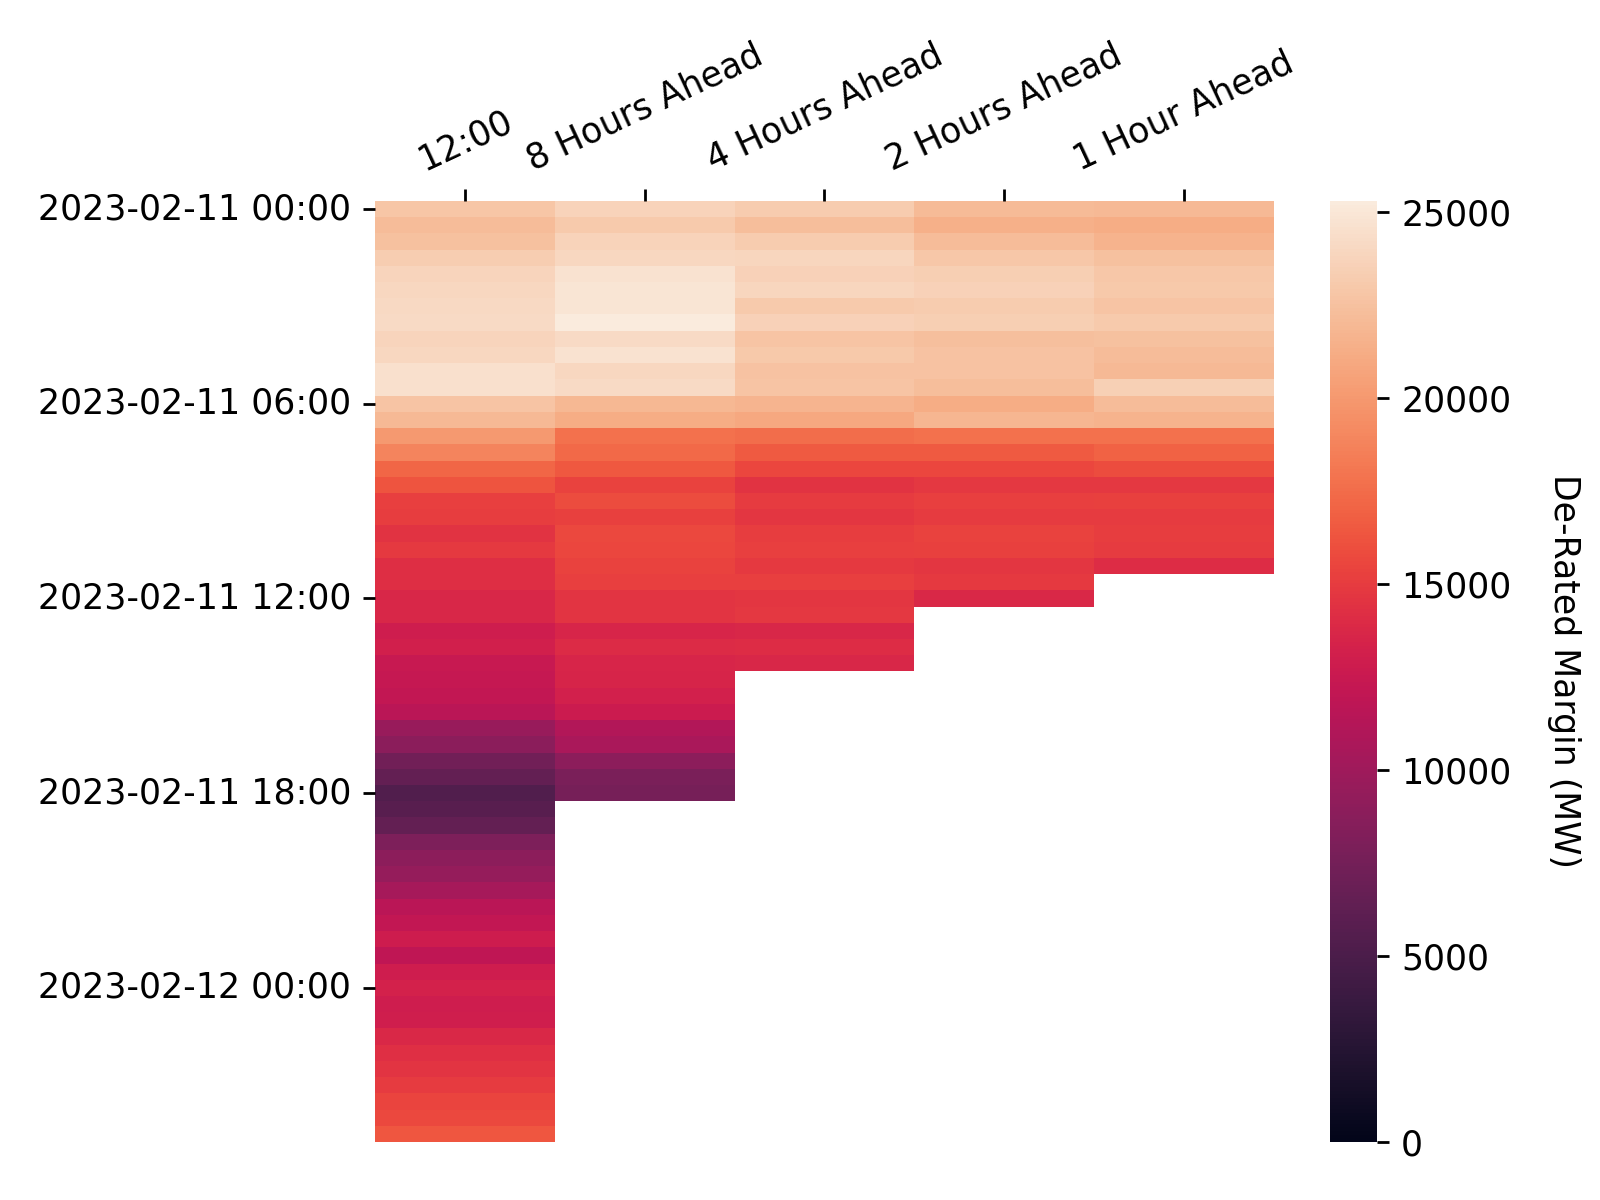 12:00
8 Hours Ahead
4 Hours Ahead
2 Hours Ahead
1 Hour Ahead
2023-02-11 00:00
2023-02-11 06:00
2023-02-11 12:00
2023-02-11 18:00
2023-02-12 00:00
25000
20000
15000
10000
5000
0
De-Rated Margin (MW)